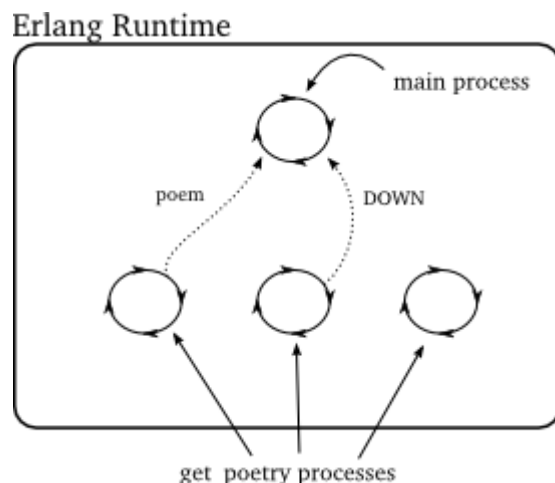 Erlang Runtime
main process
poem
DOWN
get poetry processes